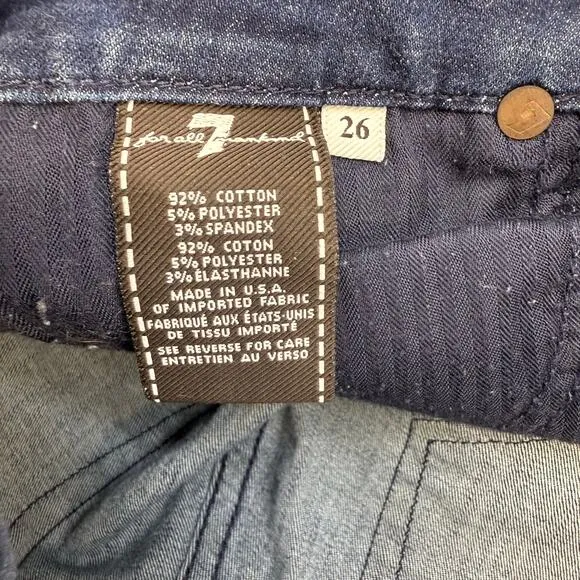 7
for all mankind
26
92% COTTON
5% POLYESTER
3% SPANDEX
92% COTON
5% POLYESTER
3% ÉLASTHANNE
MADE IN U.S.A.
OF IMPORTED FABRIC
FABRIQUÉ AUX ÉTATS-UNIS
DE TISSU IMPORTÉ
SEE REVERSE FOR CARE
ENTRETIEN AU VERSO